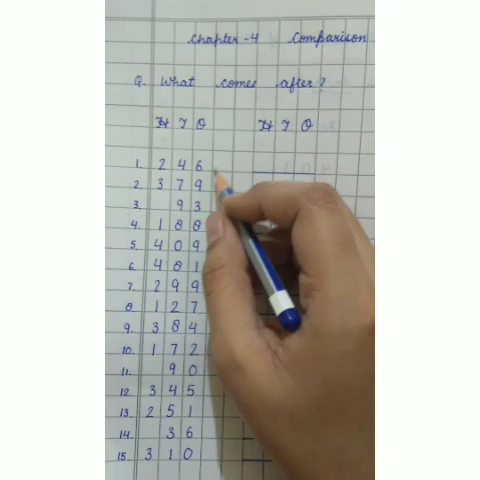 Chapter-4 Comparison
Q. What comes after?
H T O H T O
1. 2 4 6
2. 3 7 9
3. 9 3
4. 1 8 8
5. 4 0 9
6. 4 8 1
7. 2 9 9
8. 1 2 7
9. 3 8 4
10. 1 7 2
11. 9 0
12. 3 4 5
13. 2 5 1
14. 3 6
15. 3 1 0